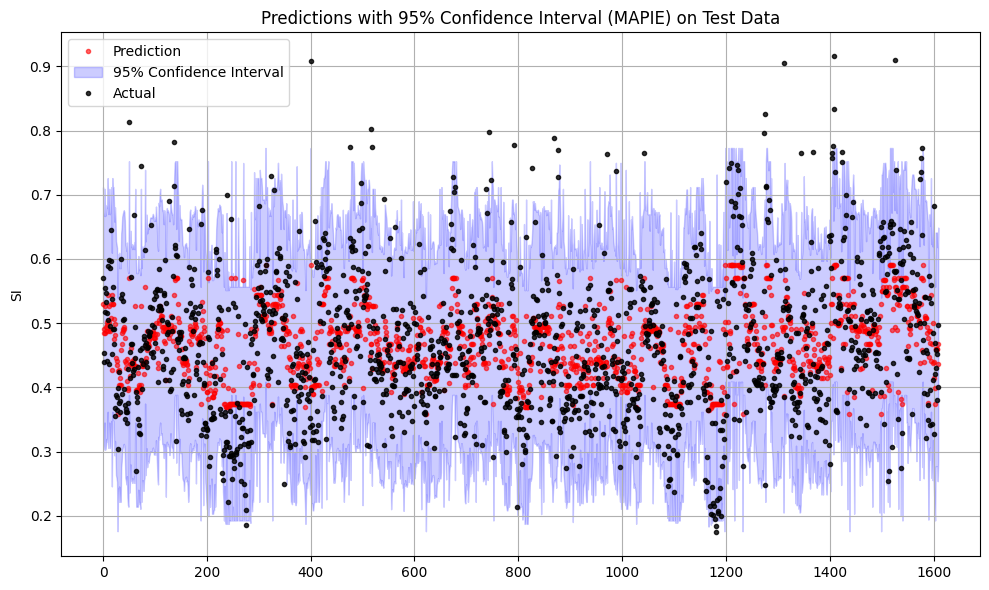 Predictions with 95% Confidence Interval (MAPIE) on Test Data
Prediction
95% Confidence Interval
Actual
SI
0.9
0.8
0.7
0.6
0.5
0.4
0.3
0.2
0 200 400 600 800 1000 1200 1400 1600